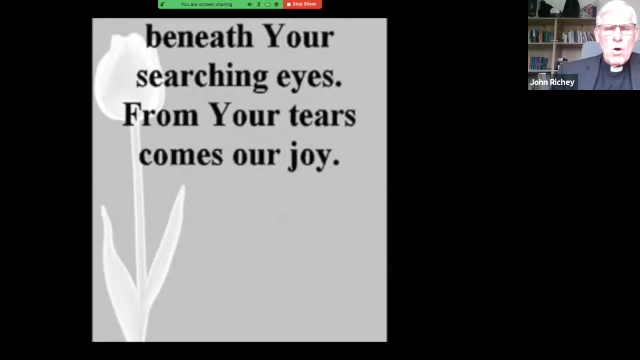 You are screen sharing
Stop Share
beneath Your
searching eyes.
From Your tears
comes our joy.
John Richey